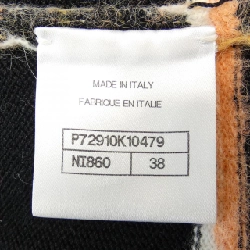 MADE IN ITALY
FABRIQUE EN ITALIE
P72910K10479
NI860 38